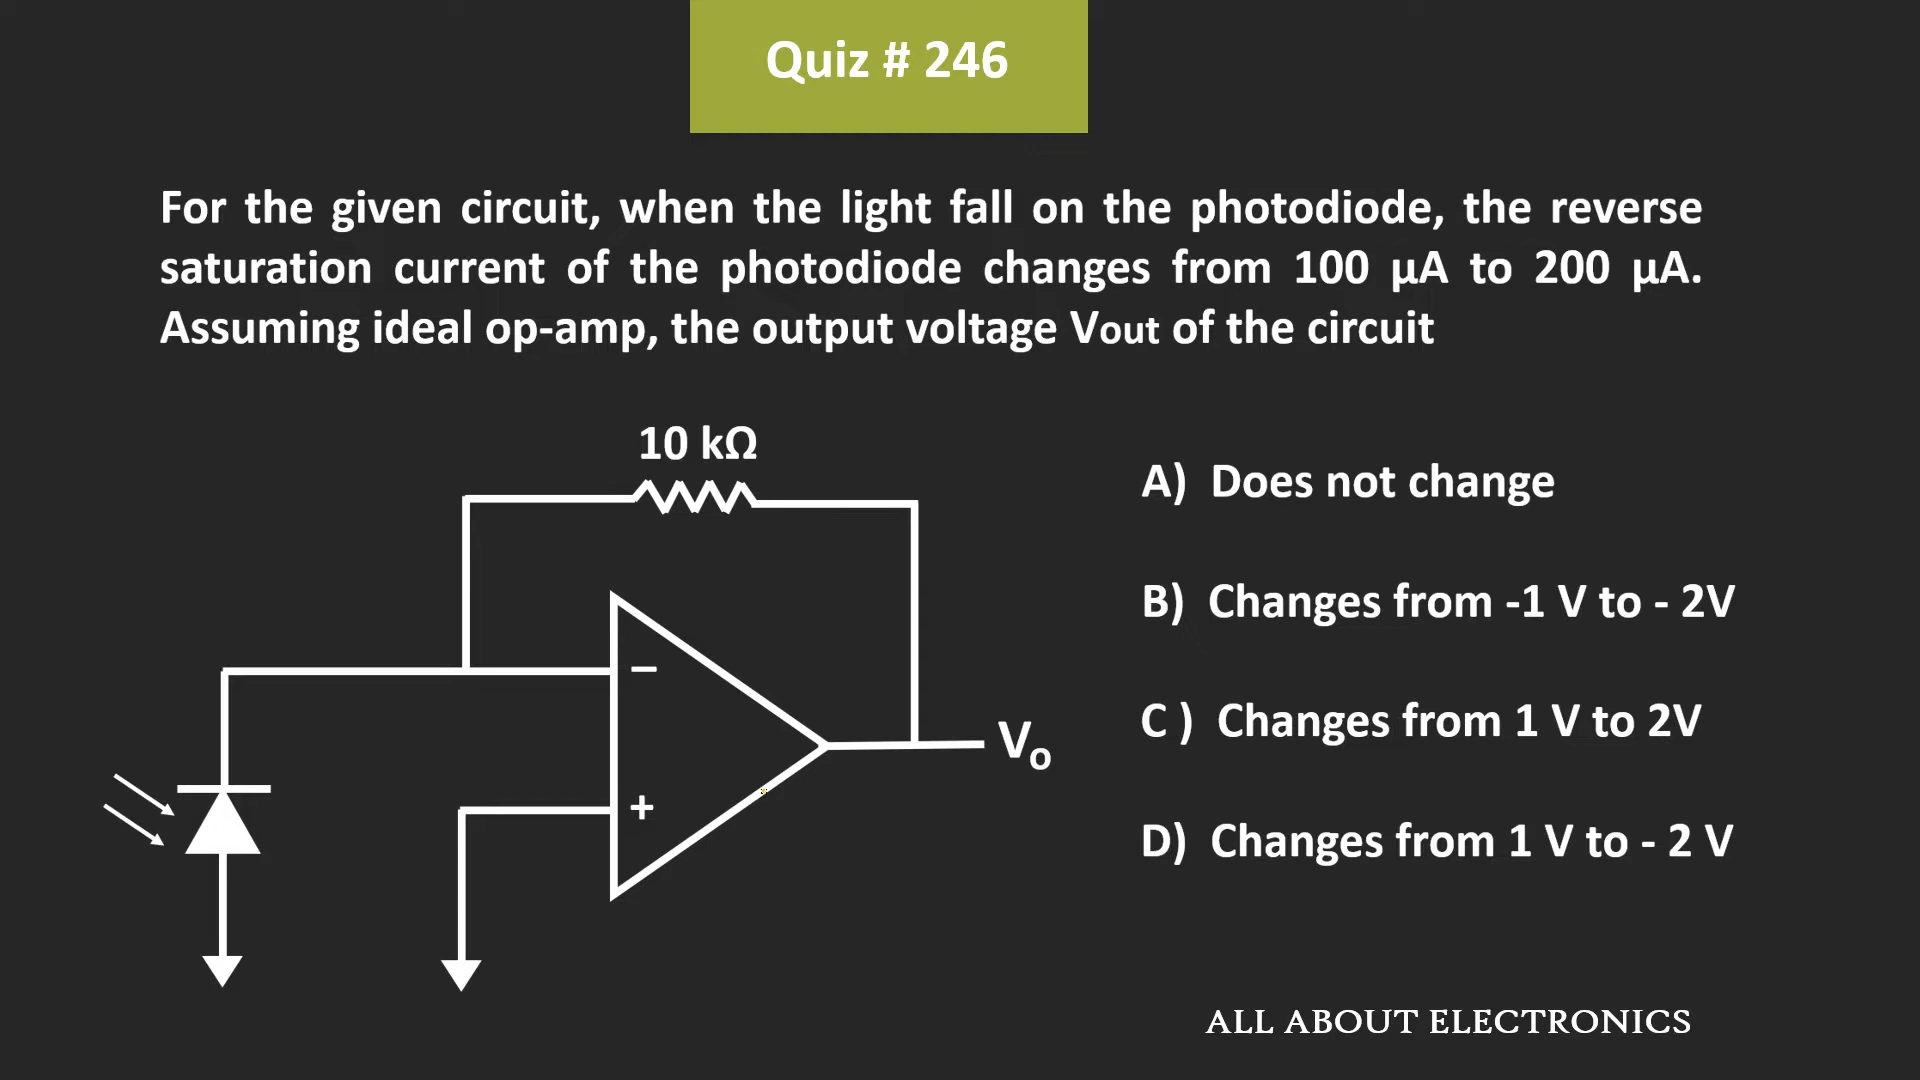 Quiz # 246
For the given circuit, when the light fall on the photodiode, the reverse
saturation current of the photodiode changes from 100 µA to 200 µA.
Assuming ideal op-amp, the output voltage Vout of the circuit
10 kΩ
A) Does not change
B) Changes from -1 V to - 2V
−
C ) Changes from 1 V to 2V
Vo
+
D) Changes from 1 V to - 2 V
ALL ABOUT ELECTRONICS